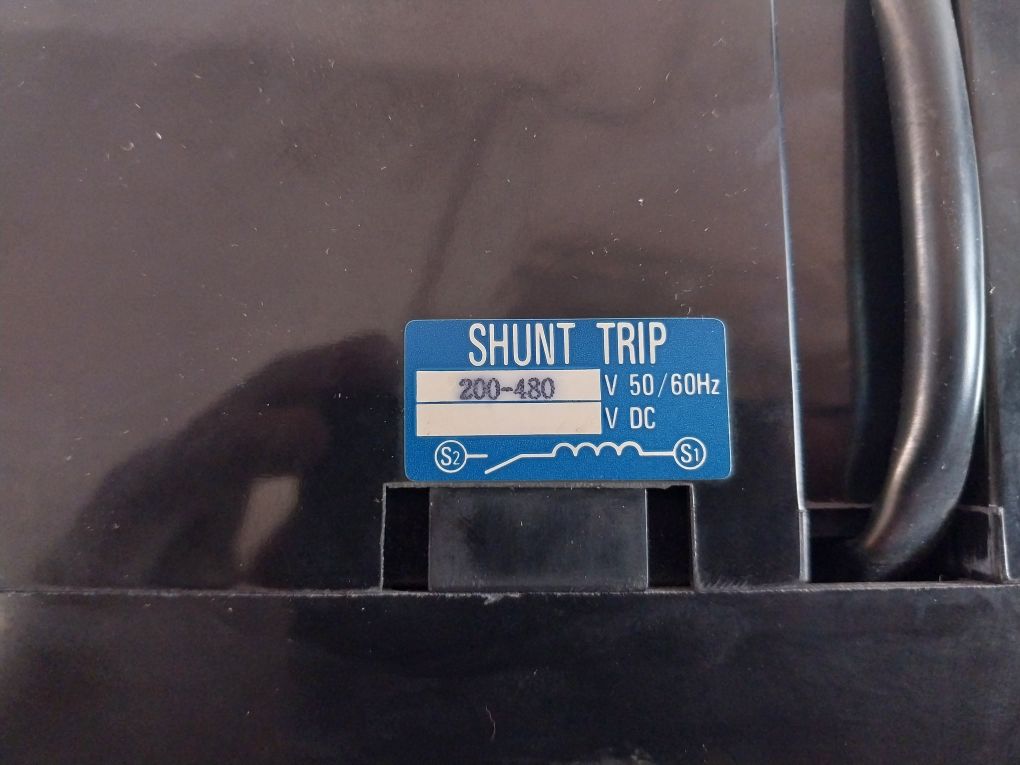 SHUNT TRIP
200-480 V 50/60Hz
V DC
S2 S1